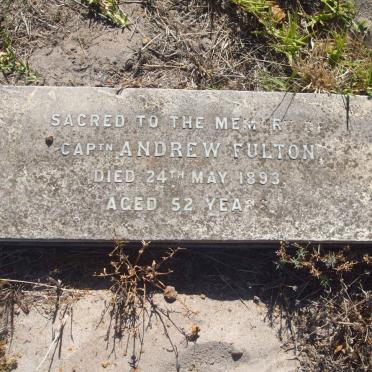 SACRED TO THE MEMORY OF
CAPTN ANDREW FULTON,
DIED 24TH MAY 1893
AGED 52 YEARS